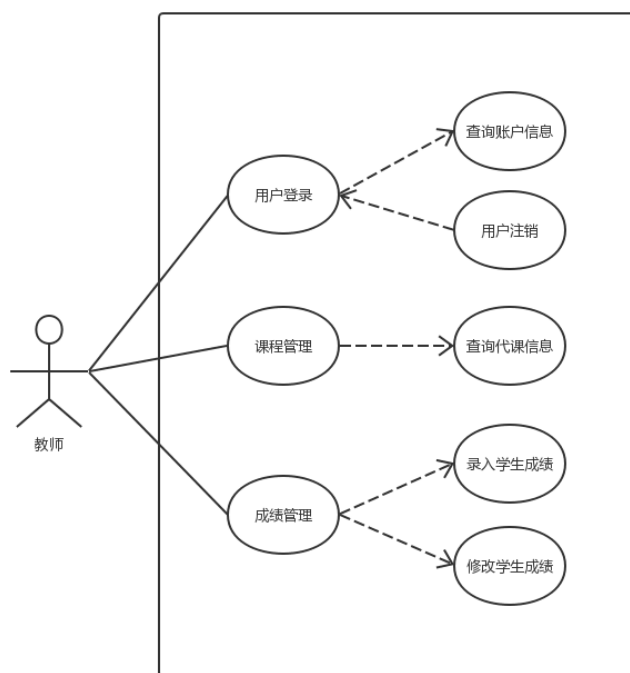 查询账户信息
用户登录
用户注销
课程管理
查询代课信息
教师
录入学生成绩
成绩管理
修改学生成绩